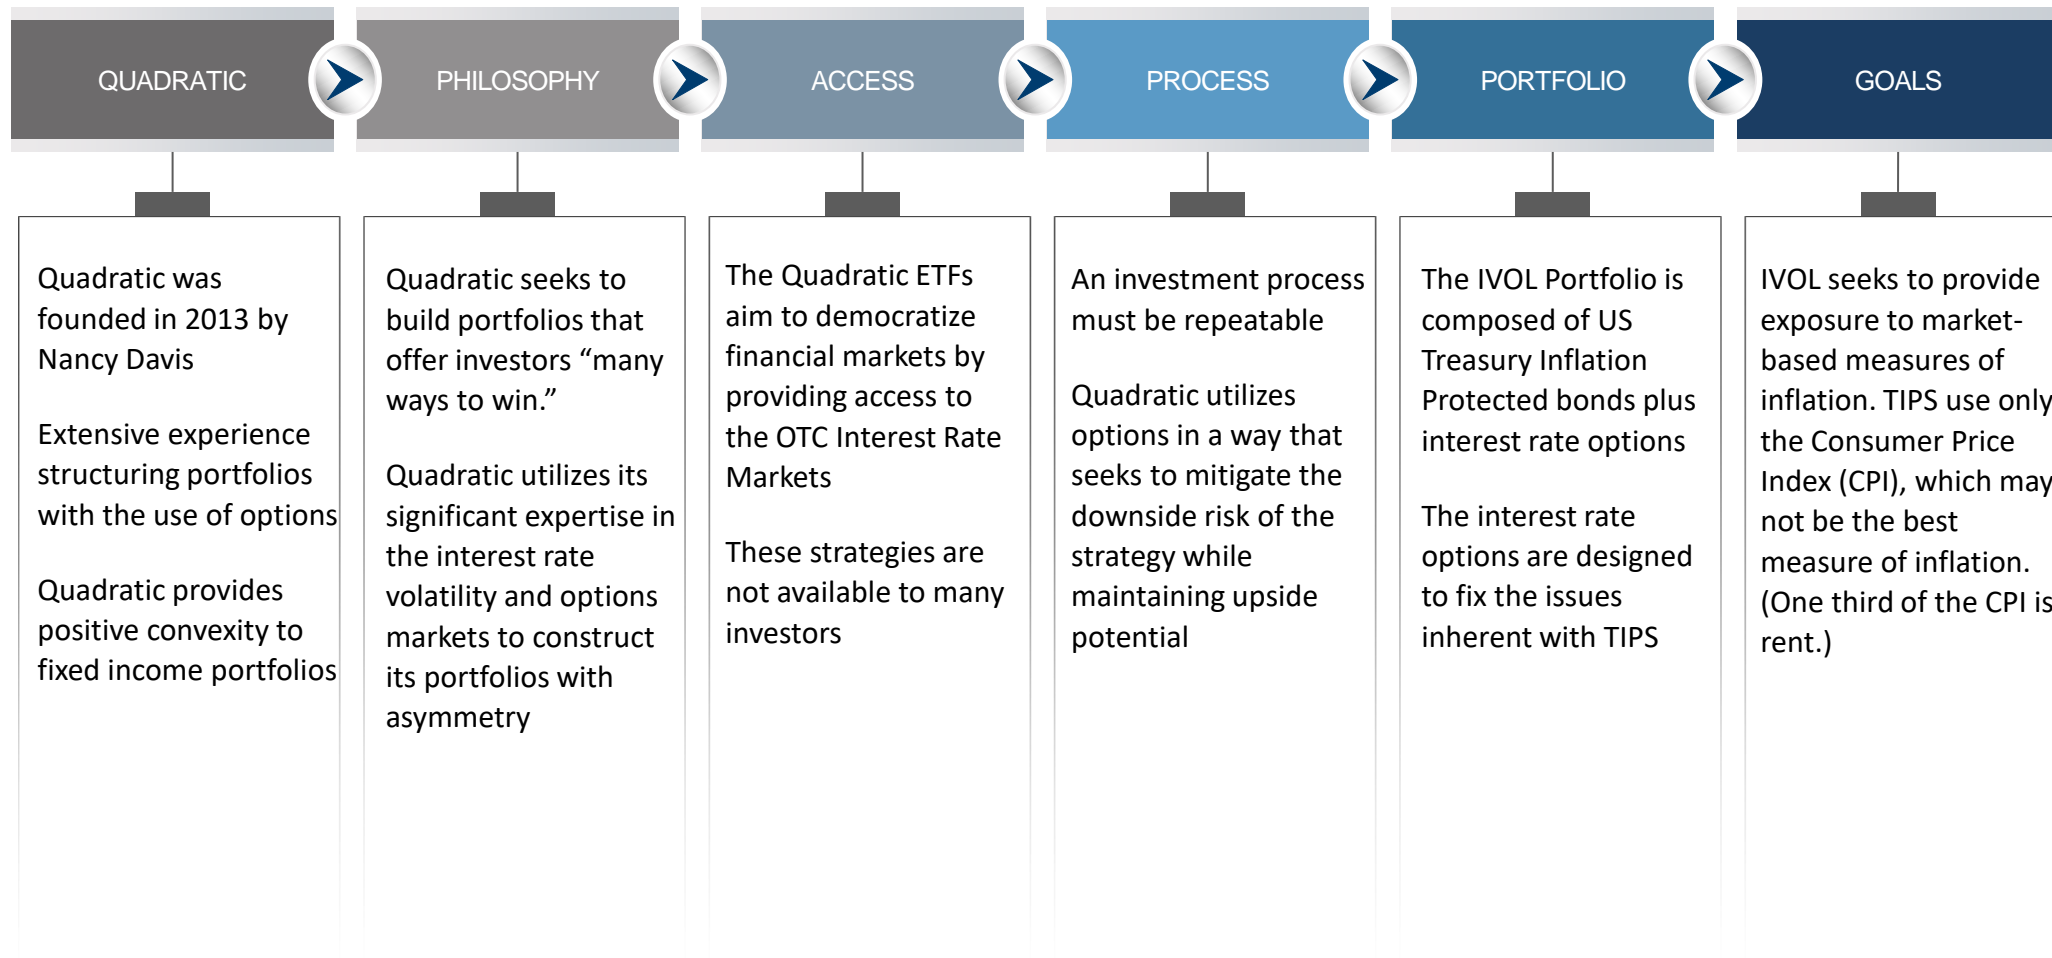 QUADRATIC
PHILOSOPHY
ACCESS
PROCESS
PORTFOLIO
GOALS
Quadratic was
founded in 2013 by
Nancy Davis
Extensive experience
structuring portfolios
with the use of options
Quadratic provides
positive convexity to
fixed income portfolios
Quadratic seeks to
build portfolios that
offer investors “many
ways to win.”
Quadratic utilizes its
significant expertise in
the interest rate
volatility and options
markets to construct
its portfolios with
asymmetry
The Quadratic ETFs
aim to democratize
financial markets by
providing access to
the OTC Interest Rate
Markets
These strategies are
not available to many
investors
An investment process
must be repeatable
Quadratic utilizes
options in a way that
seeks to mitigate the
downside risk of the
strategy while
maintaining upside
potential
The IVOL Portfolio is
composed of US
Treasury Inflation
Protected bonds plus
interest rate options
The interest rate
options are designed
to fix the issues
inherent with TIPS
IVOL seeks to provide
exposure to market-
based measures of
inflation. TIPS use only
the Consumer Price
Index (CPI), which may
not be the best
measure of inflation.
(One third of the CPI is
rent.)